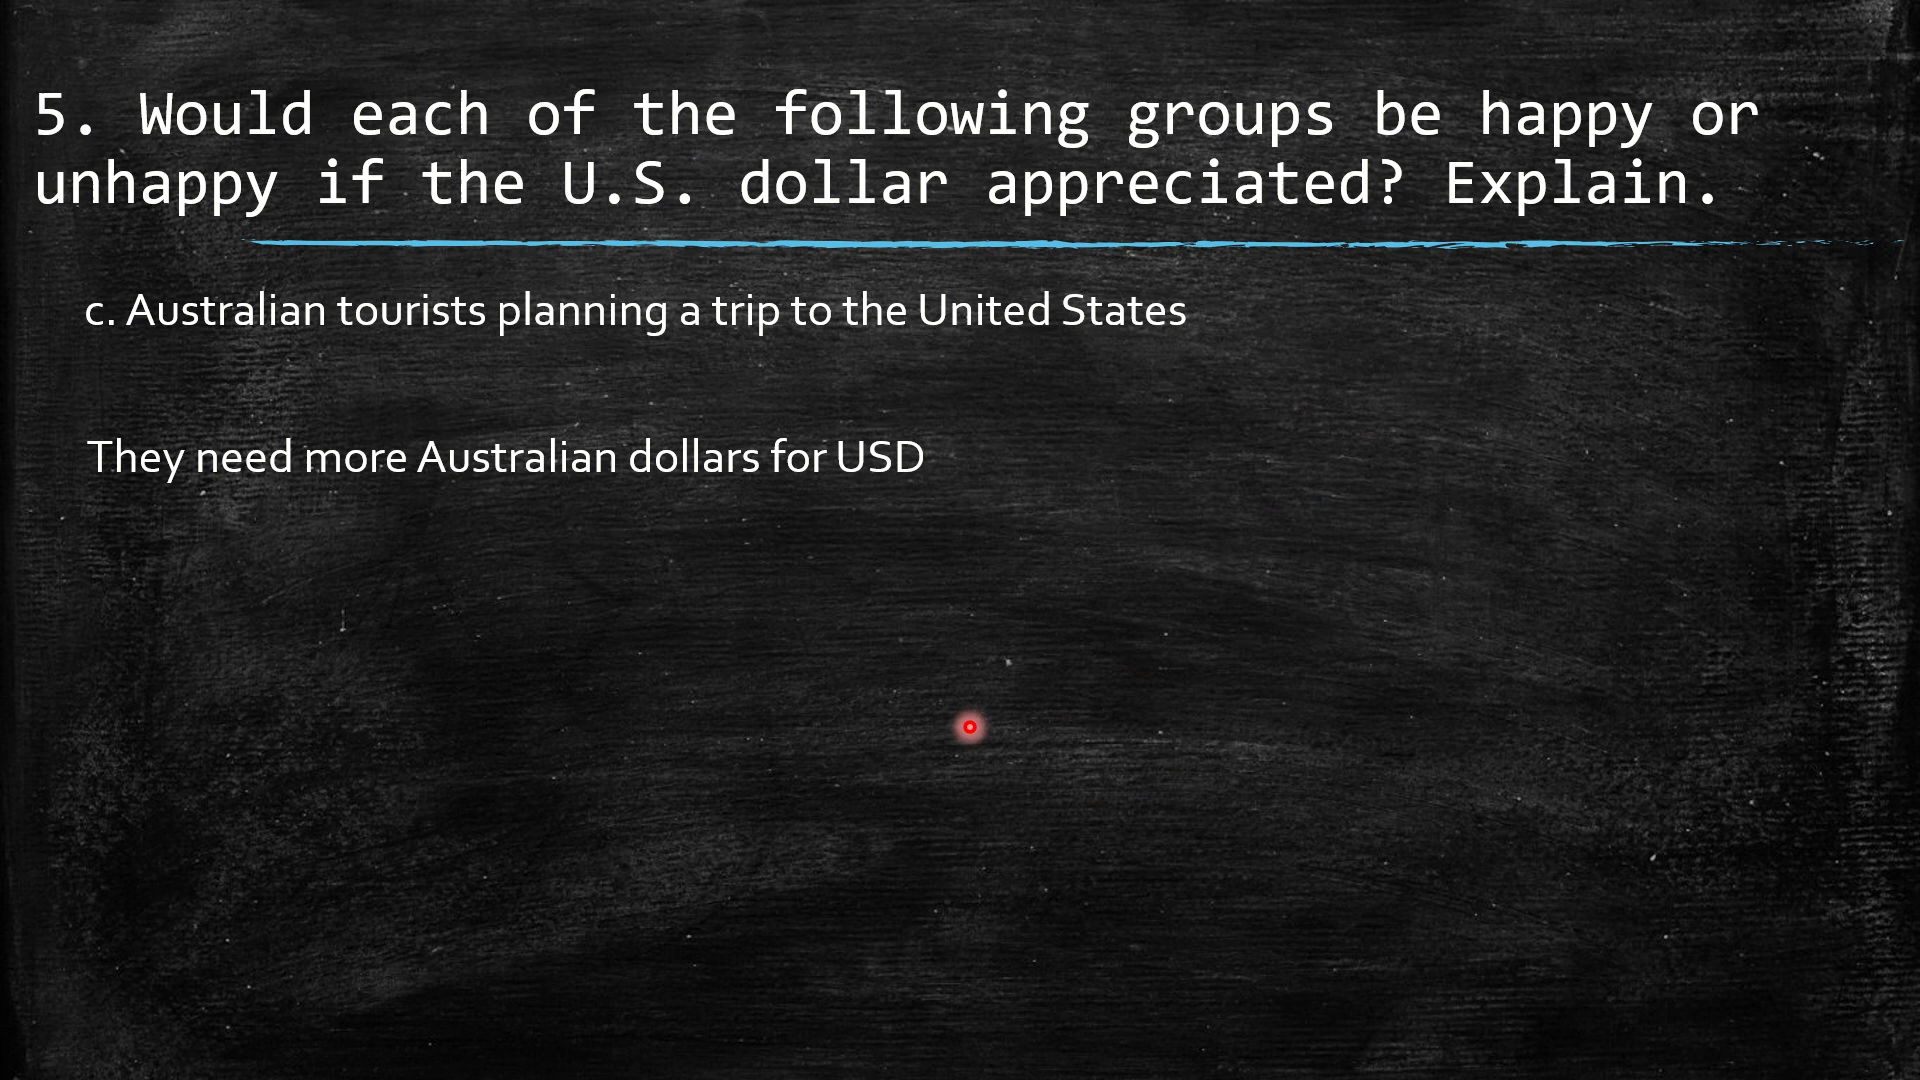 5. Would each of the following groups be happy or
unhappy if the U.S. dollar appreciated? Explain.
c. Australian tourists planning a trip to the United States
They need more Australian dollars for USD